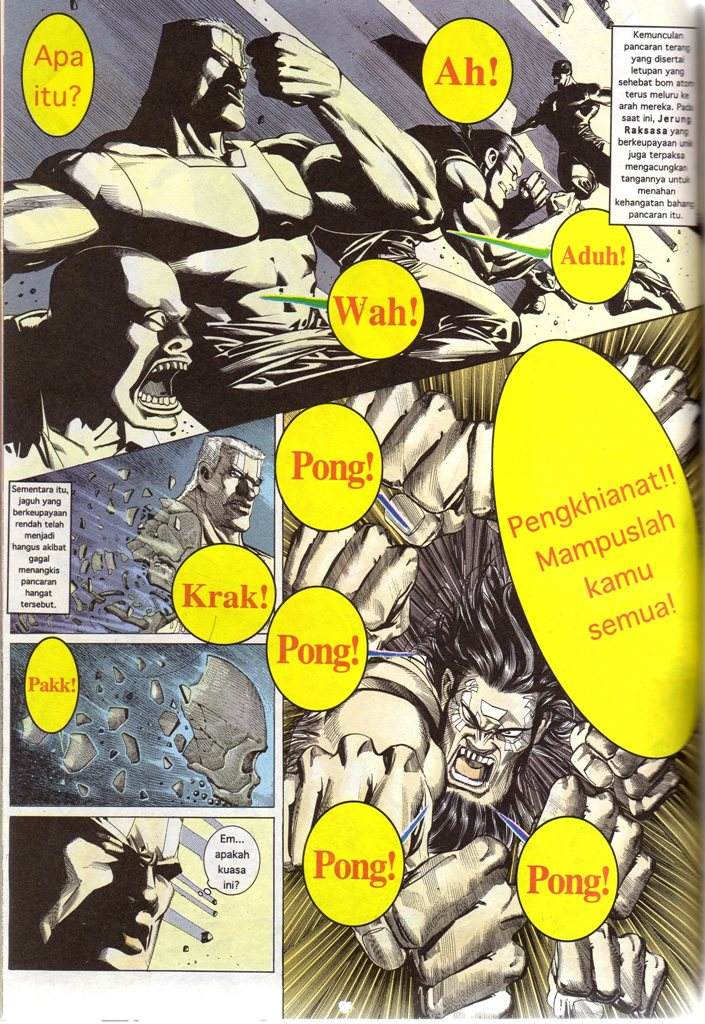 Apa
itu?
Ah!
Kemunculan
pancaran terang
yang disertai
letupan yang
sehebat bom atom
terus meluru ke
arah mereka. Pada
saat ini, Jerung
Raksasa yang
berkeupayaan unik
juga terpaksa
mengacungkan
tangannya untuk
menahan
kehangatan bahang
pancaran itu.
Aduh!
Wah!
Pong!
Pengkhianat!!
Mampuslah
kamu
semua!
Sementara itu,
jaguh yang
berkeupayaan
rendah telah
menjadi
hangus akibat
gagal
menangkis
pancaran
hangat
tersebut.
Krak!
Pong!
Pakk!
Em...
apakah
kuasa
ini?
Pong!
Pong!